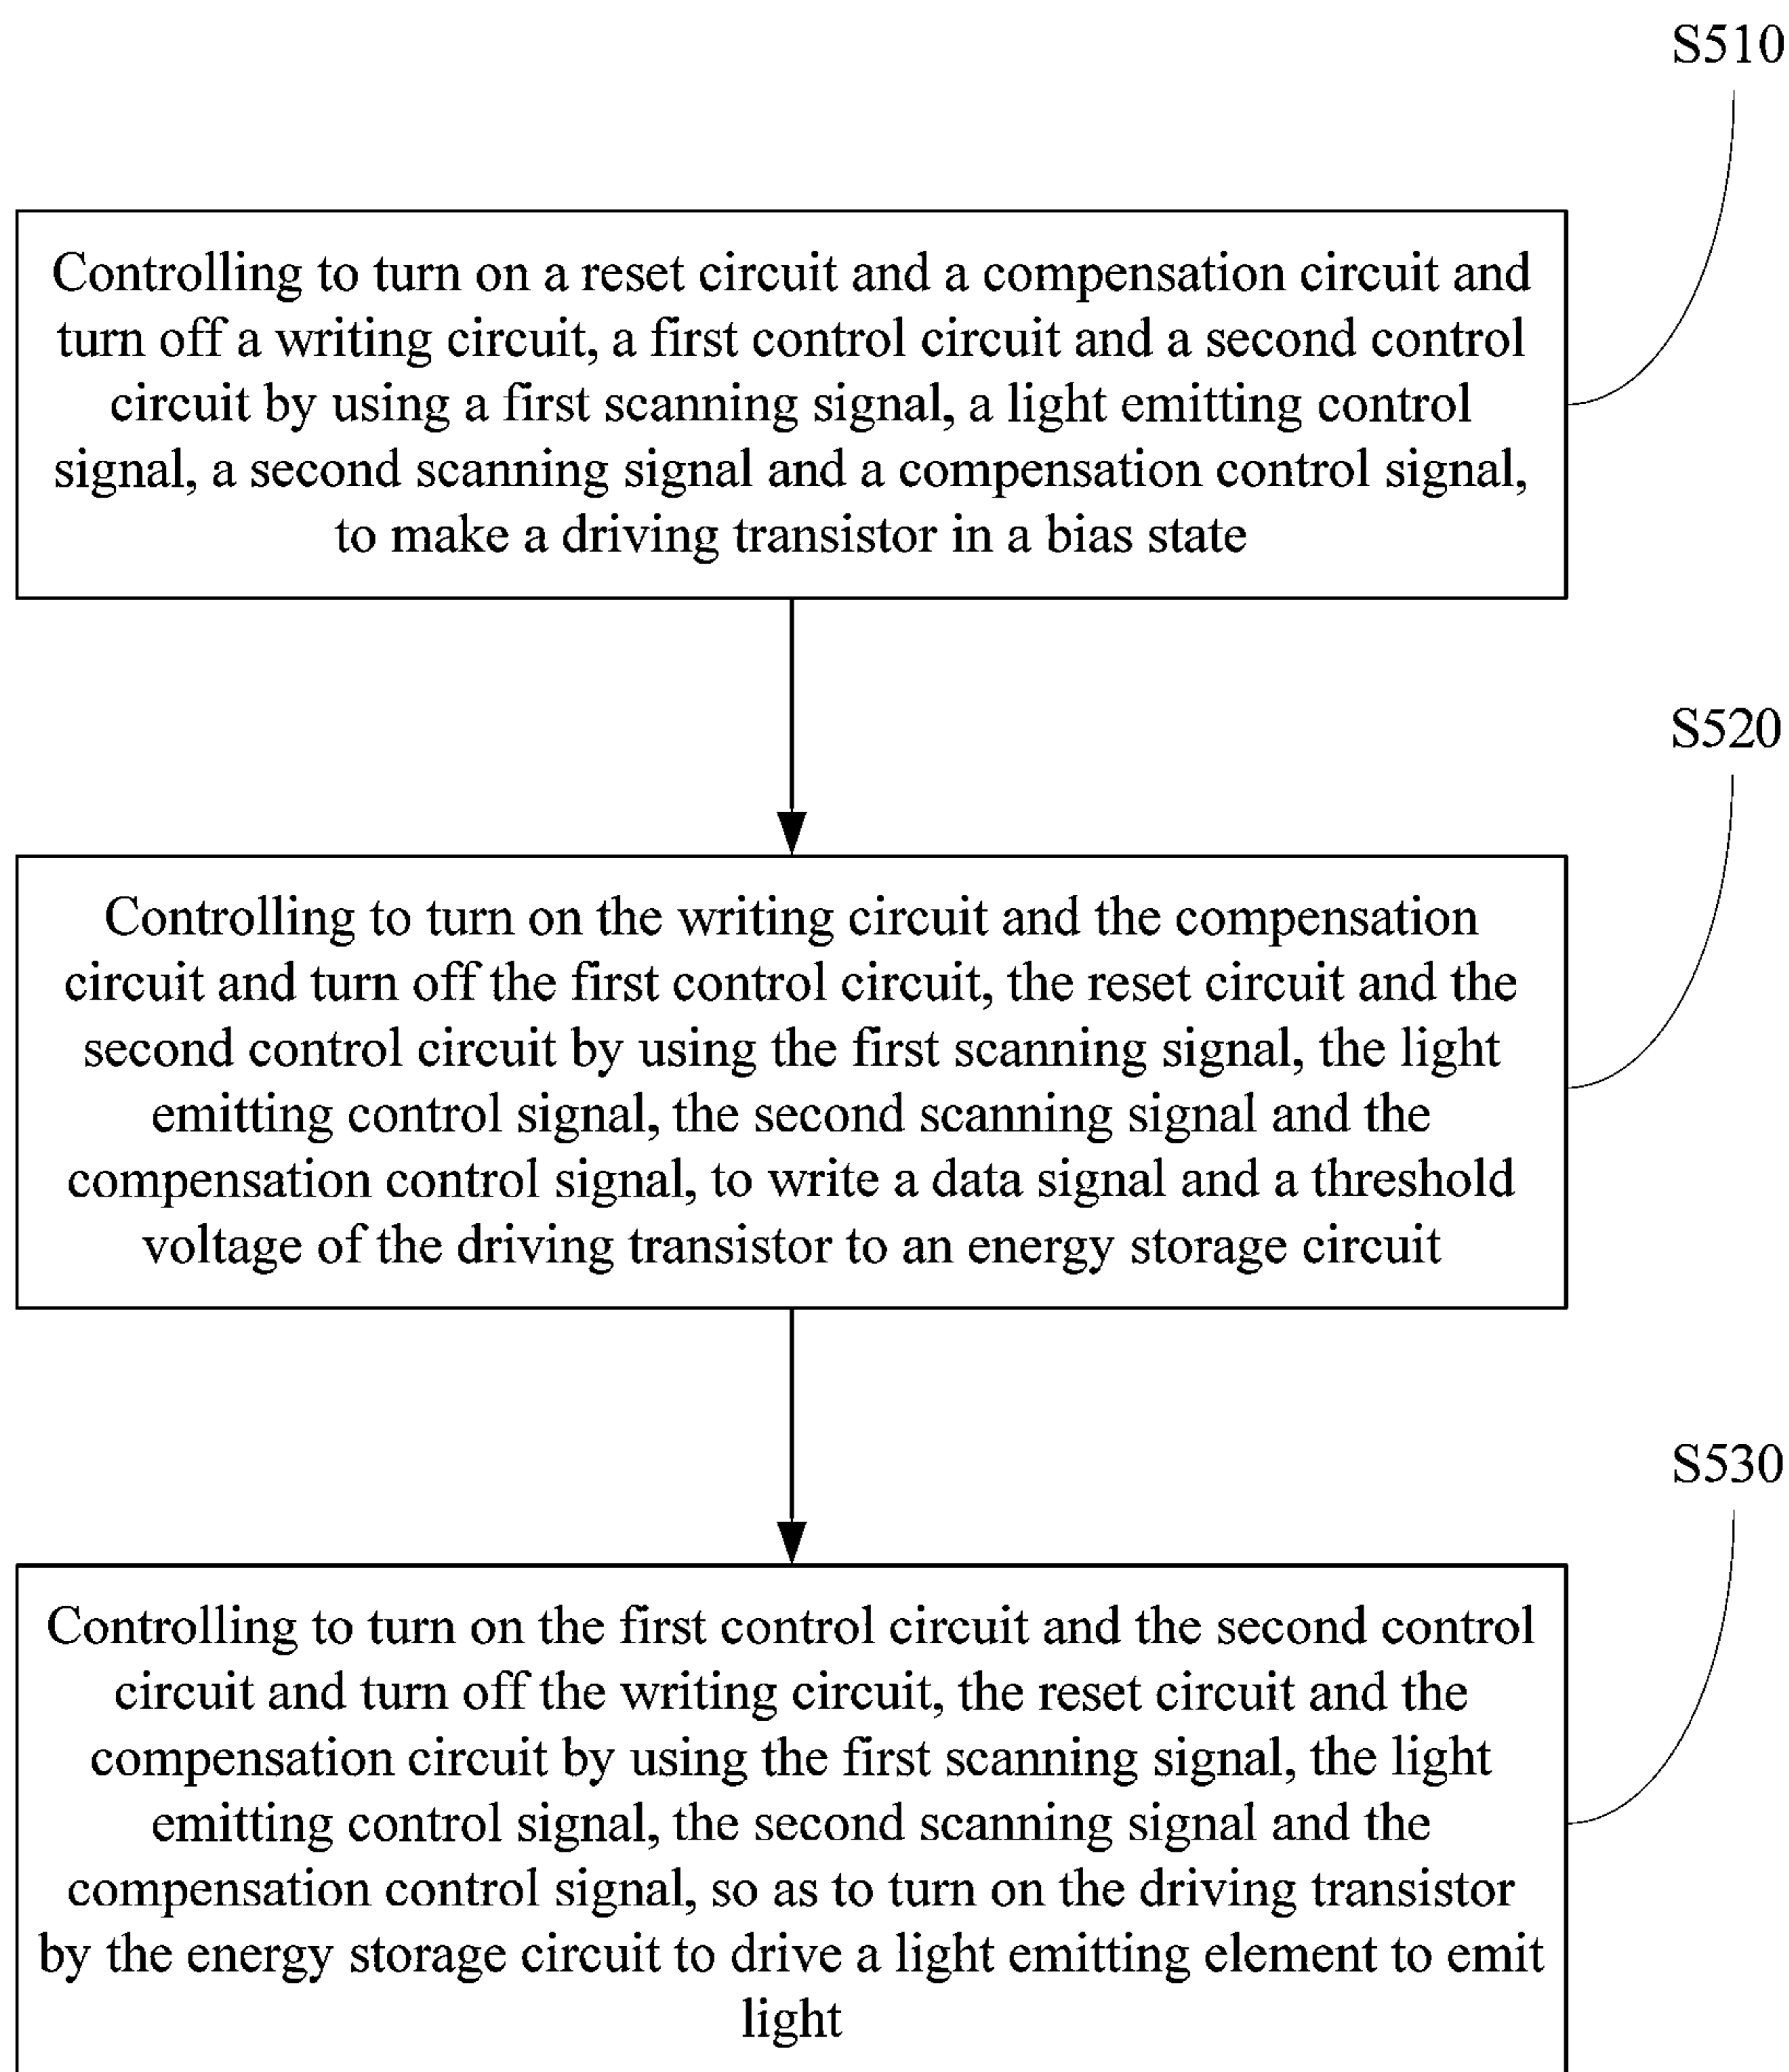 S510
Controlling to turn on a reset circuit and a compensation circuit and
turn off a writing circuit, a first control circuit and a second control
circuit by using a first scanning signal, a light emitting control
signal, a second scanning signal and a compensation control signal,
to make a driving transistor in a bias state
S520
Controlling to turn on the writing circuit and the compensation
circuit and turn off the first control circuit, the reset circuit and the
second control circuit by using the first scanning signal, the light
emitting control signal, the second scanning signal and the
compensation control signal, to write a data signal and a threshold
voltage of the driving transistor to an energy storage circuit
S530
Controlling to turn on the first control circuit and the second control
circuit and turn off the writing circuit, the reset circuit and the
compensation circuit by using the first scanning signal, the light
emitting control signal, the second scanning signal and the
compensation control signal, so as to turn on the driving transistor
by the energy storage circuit to drive a light emitting element to emit
light